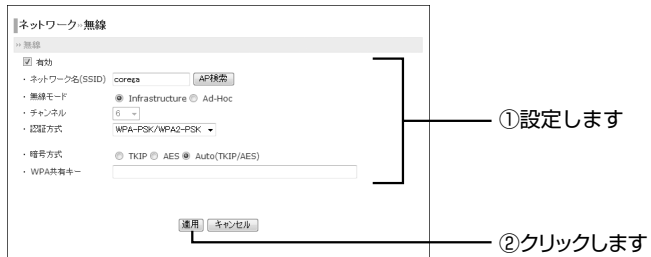 ネットワーク»無線
»無線
有効
・ネットワーク名(SSID) corega AP検索
・無線モード Infrastructure Ad-Hoc
・チャンネル 6
・認証方式 WPA-PSK/WPA2-PSK
・暗号方式 TKIP AES Auto(TKIP/AES)
・WPA共有キー
①設定します
適用 キャンセル
②クリックします